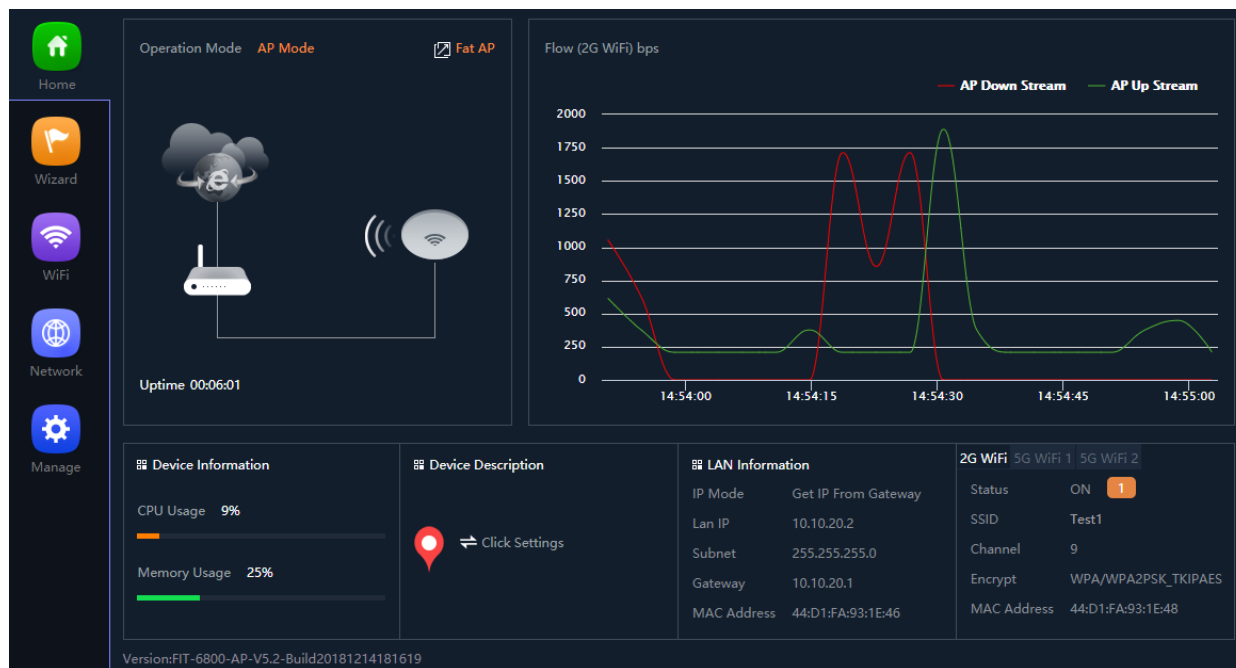 Home
Wizard
WiFi
Network
Manage
Operation Mode AP Mode Fat AP
Uptime 00:06:01
Flow (2G WiFi) bps
AP Down Stream AP Up Stream
2000
1750
1500
1250
1000
750
500
250
0
14:54:00 14:54:15 14:54:30 14:54:45 14:55:00
Device Information
CPU Usage 9%
Memory Usage 25%
Device Description
Click Settings
LAN Information
IP Mode Get IP From Gateway
Lan IP 10.10.20.2
Subnet 255.255.255.0
Gateway 10.10.20.1
MAC Address 44:D1:FA:93:1E:46
2G WiFi 5G WiFi 1 5G WiFi 2
Status ON 1
SSID Test1
Channel 9
Encrypt WPA/WPA2PSK_TKIPAES
MAC Address 44:D1:FA:93:1E:48
Version:FIT-6800-AP-V5.2-Build20181214181619